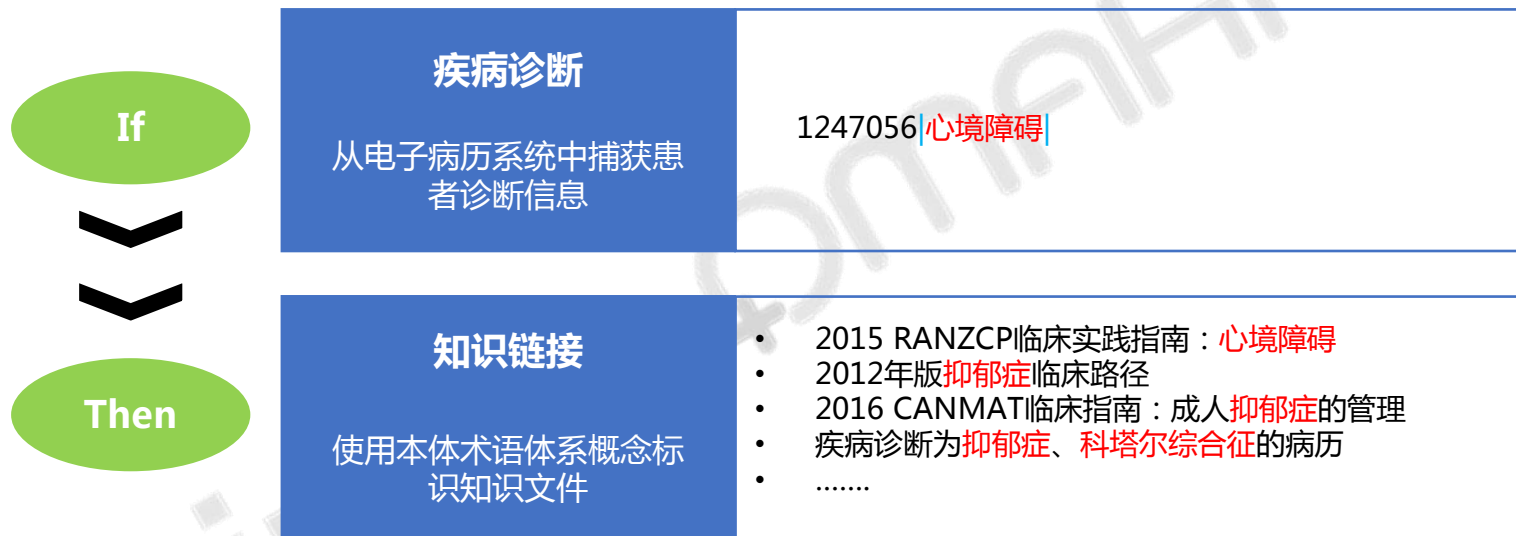 If
疾病诊断
从电子病历系统中捕获患
者诊断信息
1247056|心境障碍|
Then
知识链接
使用本体术语体系概念标
识知识文件
• 2015 RANZCP临床实践指南：心境障碍
• 2012年版抑郁症临床路径
• 2016 CANMAT临床指南：成人抑郁症的管理
• 疾病诊断为抑郁症、科塔尔综合征的病历
• .......